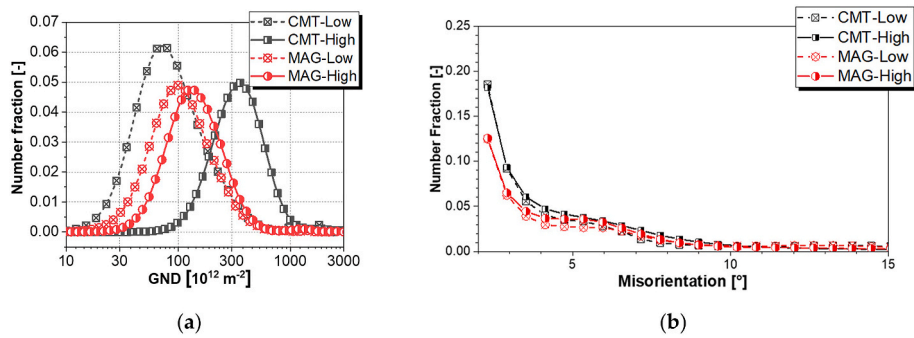 CMT-Low
CMT-High
MAG-Low
MAG-High
0.07
0.06
0.05
0.04
0.03
0.02
0.01
0.00
Number fraction [-]
10 30 100 300 1000 3000
GND [10¹² m⁻²]
(a)
CMT-Low
CMT-High
MAG-Low
MAG-High
0.25
0.20
0.15
0.10
0.05
0.00
Number Fraction [-]
5 10 15
Misorientation [º]
(b)